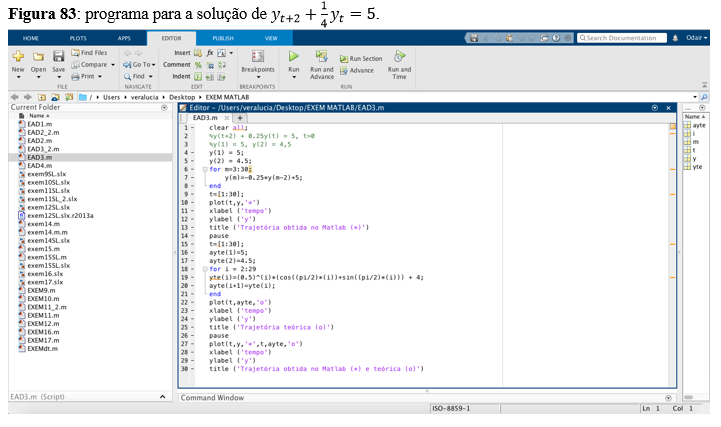 Figura 83: programa para a solução de y_{t+2} + 1/4 y_t = 5.
HOME PLOTS APPS EDITOR PUBLISH VIEW Search Documentation Odair
New Open Save Find Files Compare Print Go To Find Insert fx Comment % Indent Breakpoints Run Run and Advance Run Section Advance Run and Time
FILE NAVIGATE EDIT BREAKPOINTS RUN
/ Users veralucia Desktop EXEM MATLAB
Current Folder
Name
EAD1.m
EAD2_2.m
EAD2.m
EAD3_2.m
EAD3.m
EAD4.m
exem9SL.slx
exem10SL.slx
exem11SL.slx
exem11SL_2.slx
exem12SL.slx
exem12SL.slx.r2013a
exem14.m
exem14.m.m
exem14SL.slx
exem15.m
exem15SL.m
exem15SL.slx
exem16.slx
exem17.slx
EXEM9.m
EXEM10.m
EXEM11_2.m
EXEM11.m
EXEM12.m
EXEM16.m
EXEM17.m
EXEMdt.m
EAD3.m (Script)
Editor - /Users/veralucia/Desktop/EXEM MATLAB/EAD3.m
EAD3.m
1 clear all;
2 %y(t+2) + 0.25y(t) = 5, t>0
3 %y(1) = 5, y(2) = 4,5
4 y(1) = 5;
5 y(2) = 4.5;
6 for m=3:30;
7 y(m)=-0.25*y(m-2)+5;
8 end
9 t=[1:30];
10 plot(t,y,'*')
11 xlabel ('tempo')
12 ylabel ('y')
13 title ('Trajetória obtida no Matlab (*)')
14 pause
15 t=[1:30];
16 ayte(1)=5;
17 ayte(2)=4.5;
18 for i = 2:29
19 yte(i)=(0.5)^(i)*(cos((pi/2)*(i))+sin((pi/2)*(i))) + 4;
20 ayte(i+1)=yte(i);
21 end
22 plot(t,ayte,'o')
23 xlabel ('tempo')
24 ylabel ('y')
25 title ('Trajetória teórica (o)')
26 pause
27 plot(t,y,'*',t,ayte,'o')
28 xlabel ('tempo')
29 ylabel ('y')
30 title ('Trajetória obtida no Matlab (*) e teórica (o)')
Command Window
Name
ayte
i
m
t
y
yte
ISO-8859-1 Ln 1 Col 1